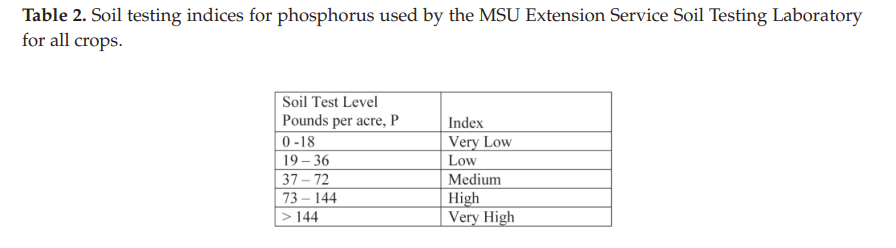 Table 2. Soil testing indices for phosphorus used by the MSU Extension Service Soil Testing Laboratory
for all crops.
Soil Test Level
Pounds per acre, P Index
0 -18 Very Low
19 – 36 Low
37 – 72 Medium
73 – 144 High
> 144 Very High